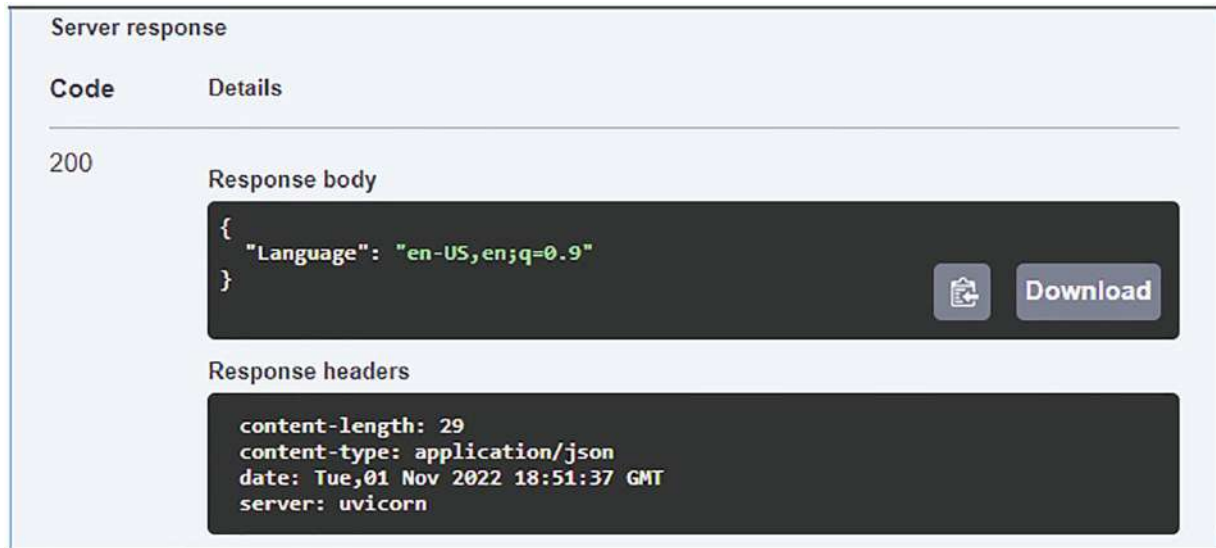 Server response
Code Details
200
Response body
{
"Language": "en-US,en;q=0.9"
}
Download
Response headers
content-length: 29
content-type: application/json
date: Tue,01 Nov 2022 18:51:37 GMT
server: uvicorn